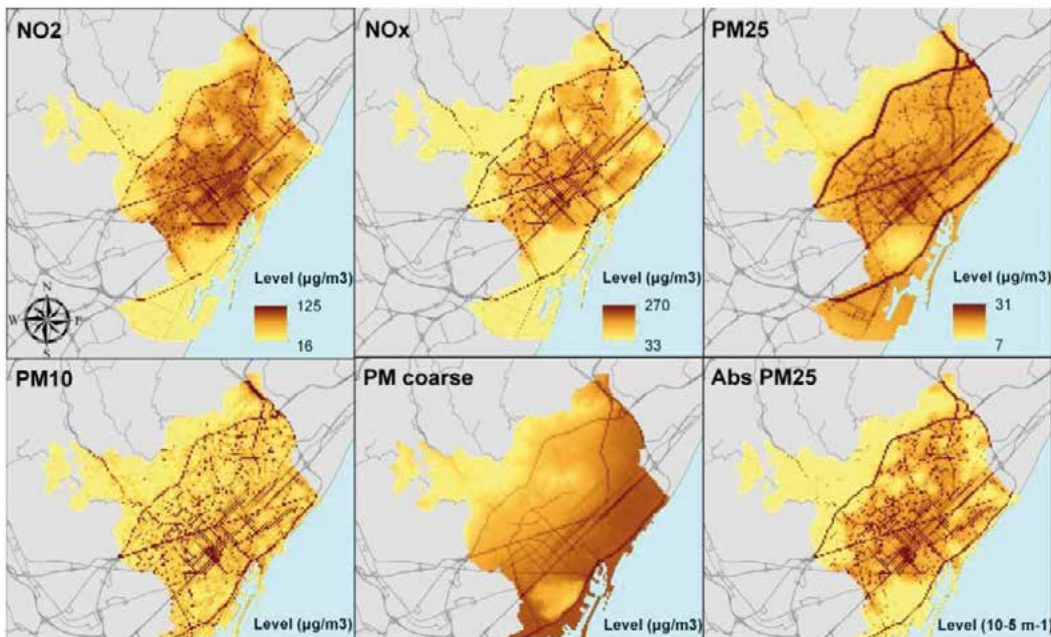 NO2
NOx
PM25
Level (µg/m3)
125
16
Level (µg/m3)
270
33
Level (µg/m3)
31
7
N
W E
S
PM10
PM coarse
Abs PM25
Level (µg/m3)
Level (µg/m3)
Level (10-5 m-1)